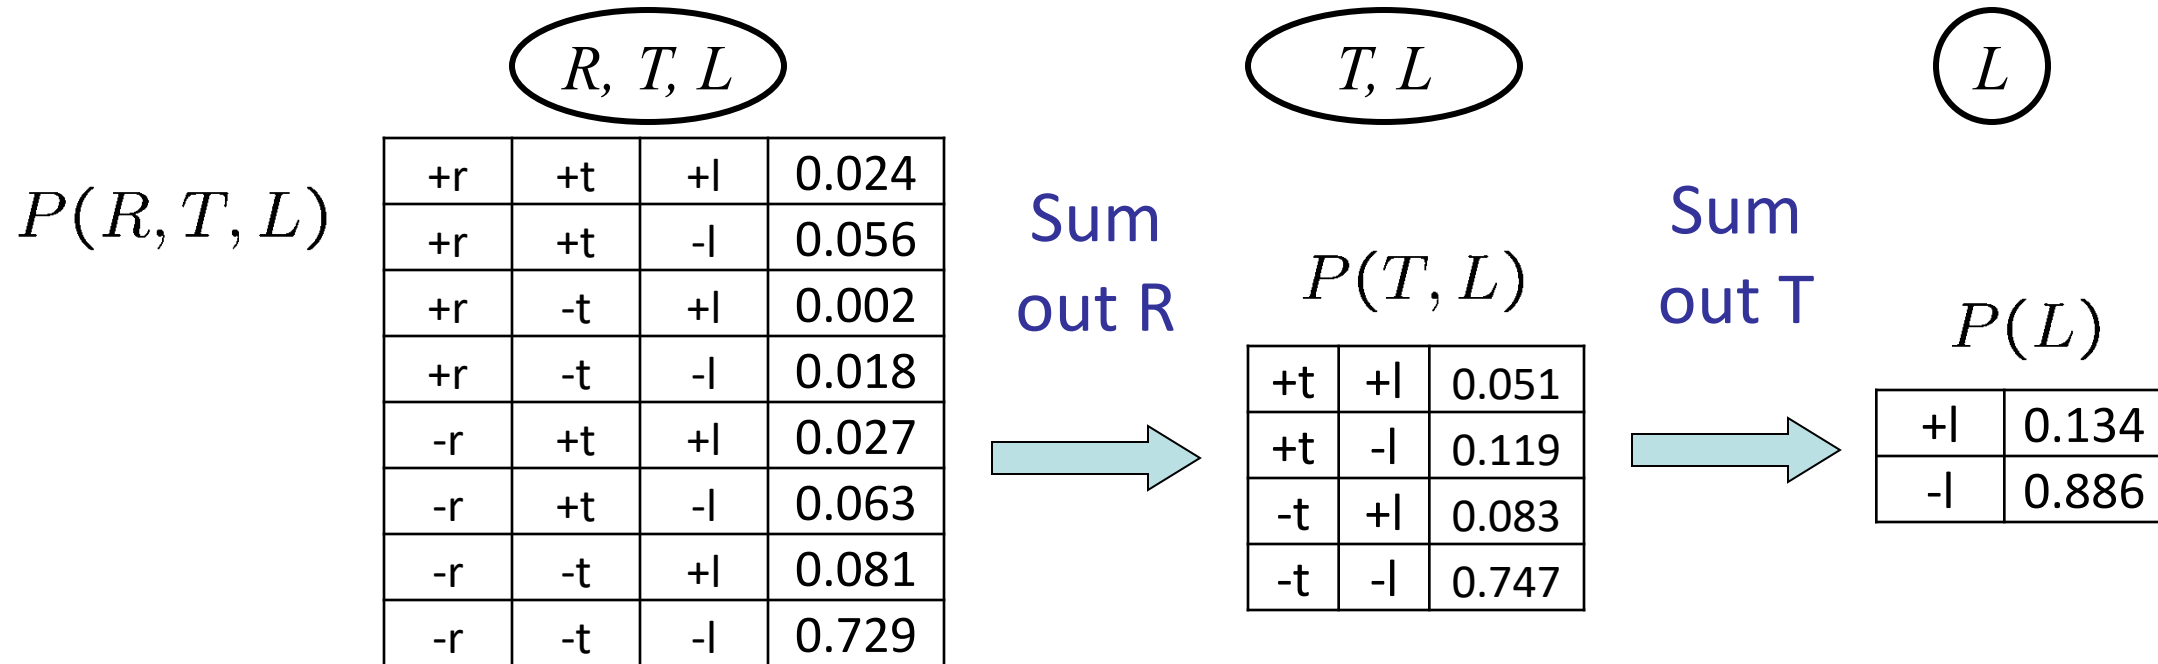 R, T, L
T, L
L
P(R, T, L)
+r +t +l 0.024
+r +t -l 0.056
+r -t +l 0.002
+r -t -l 0.018
-r +t +l 0.027
-r +t -l 0.063
-r -t +l 0.081
-r -t -l 0.729
Sum
out R
P(T, L)
+t +l 0.051
+t -l 0.119
-t +l 0.083
-t -l 0.747
Sum
out T
P(L)
+l 0.134
-l 0.886